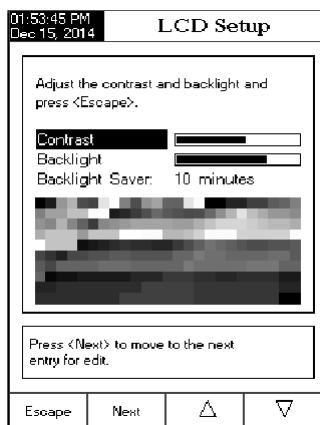 01:53:45 PM
Dec 15, 2014
LCD Setup
Adjust the contrast and backlight and
press <Escape>.
Contrast
Backlight
Backlight Saver: 10 minutes
Press <Next> to move to the next
entry for edit.
Escape Next